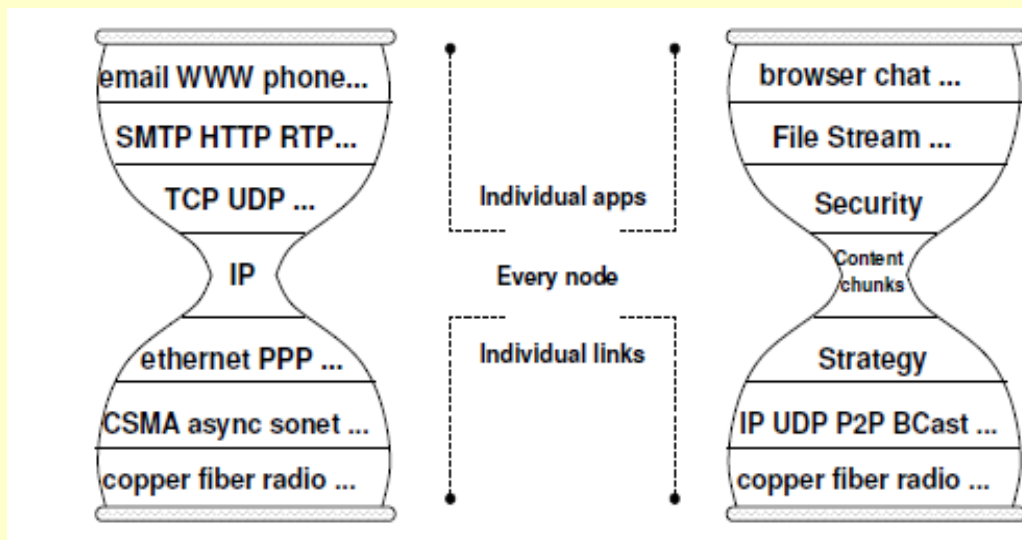 email WWW phone...
SMTP HTTP RTP...
TCP UDP ...
IP
ethernet PPP ...
CSMA async sonet ...
copper fiber radio ...
Individual apps
Every node
Individual links
browser chat ...
File Stream ...
Security
Content
chunks
Strategy
IP UDP P2P BCast ...
copper fiber radio ...